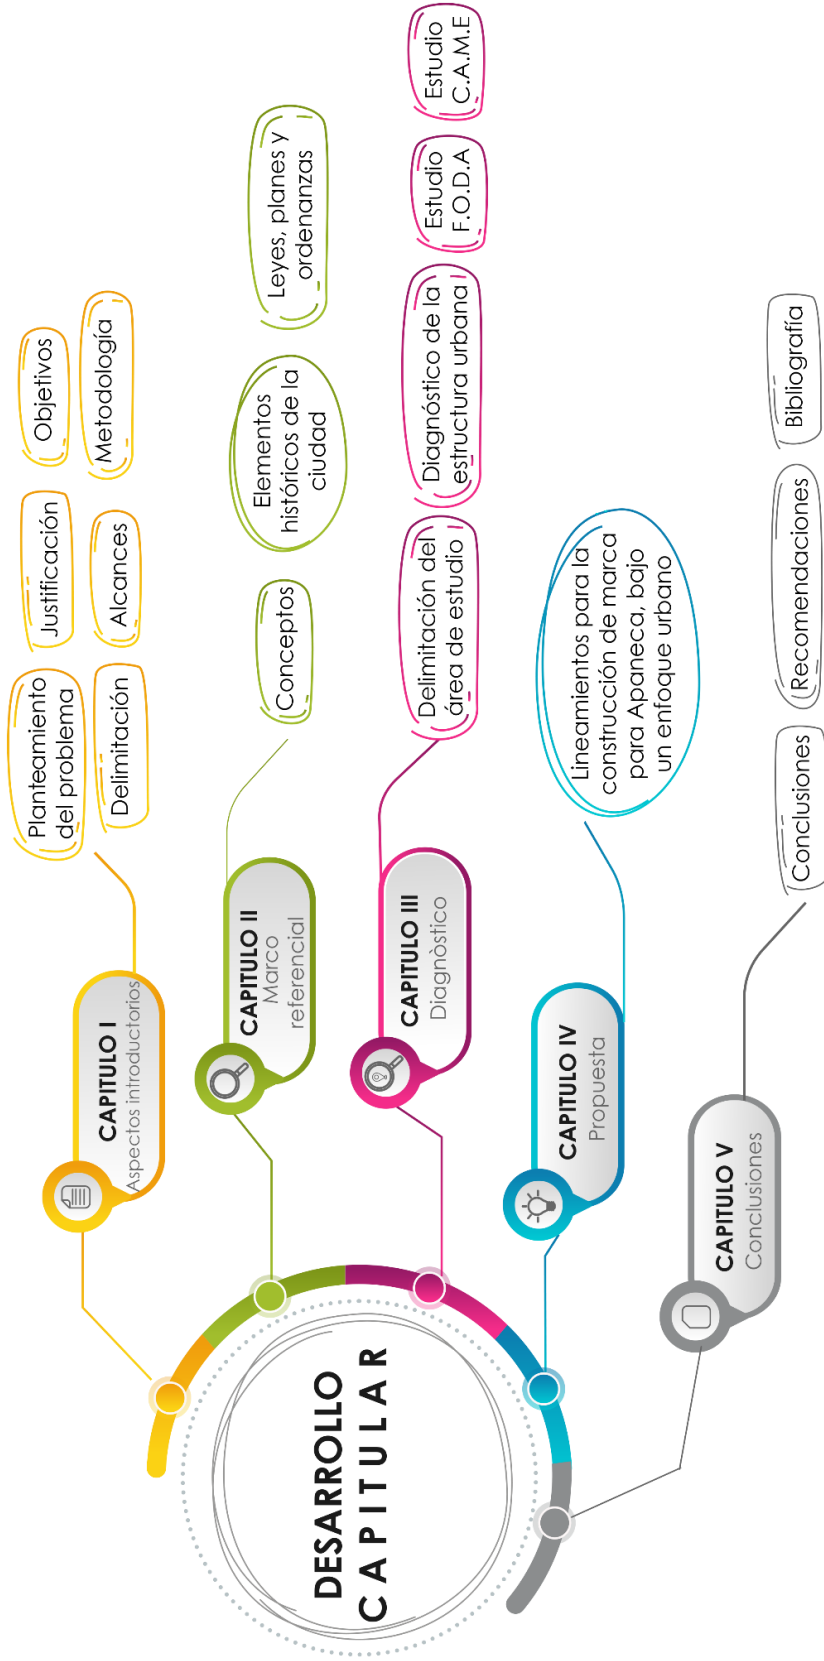 DESARROLLO
CAPITULAR
CAPITULO I
Aspectos introductorios
Planteamiento
del problema
Justificación
Objetivos
Delimitación
Alcances
Metodología
CAPITULO II
Marco
referencial
Conceptos
Elementos
históricos de la
ciudad
Leyes, planes y
ordenanzas
CAPITULO III
Diagnòstico
Delimitación del
área de estudio
Diagnóstico de la
estructura urbana
Estudio
F.O.D.A
Estudio
C.A.M.E
CAPITULO IV
Propuesta
Lineamientos para la
construcción de marca
para Apaneca, bajo
un enfoque urbano
CAPITULO V
Conclusiones
Conclusiones
Recomendaciones
Bibliografía